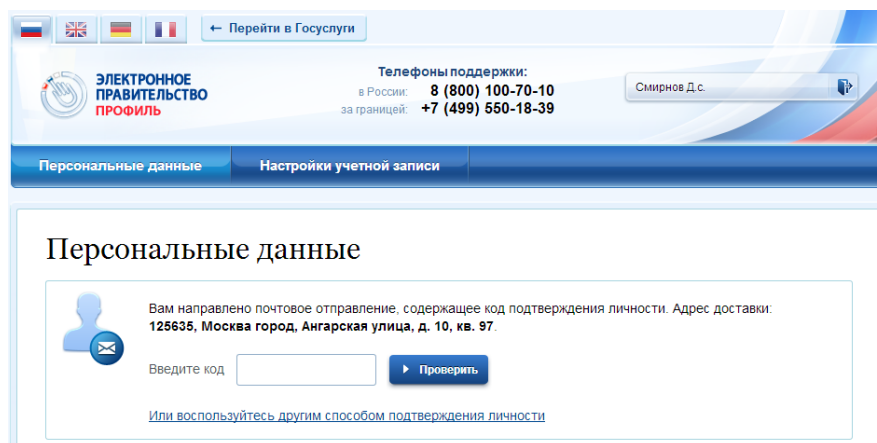 ← Перейти в Госуслуги
ЭЛЕКТРОННОЕ
ПРАВИТЕЛЬСТВО
ПРОФИЛЬ
Телефоны поддержки:
в России: 8 (800) 100-70-10
за границей: +7 (499) 550-18-39
Смирнов Д.с.
Персональные данные Настройки учетной записи
Персональные данные
Вам направлено почтовое отправление, содержащее код подтверждения личности. Адрес доставки:
125635, Москва город, Ангарская улица, д. 10, кв. 97.
Введите код Проверить
Или воспользуйтесь другим способом подтверждения личности